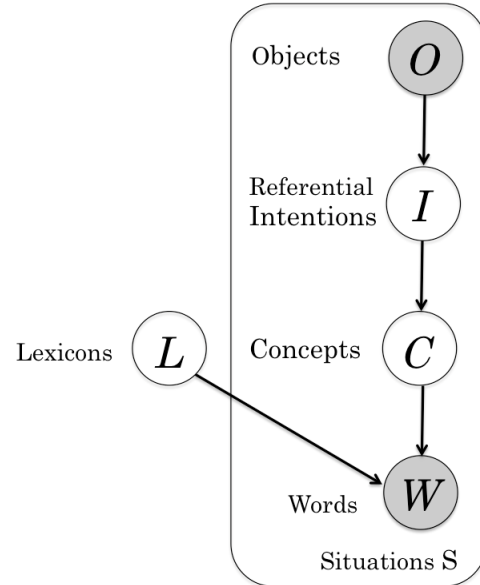 Objects O
Referential
Intentions I
Lexicons L
Concepts C
Words W
Situations S